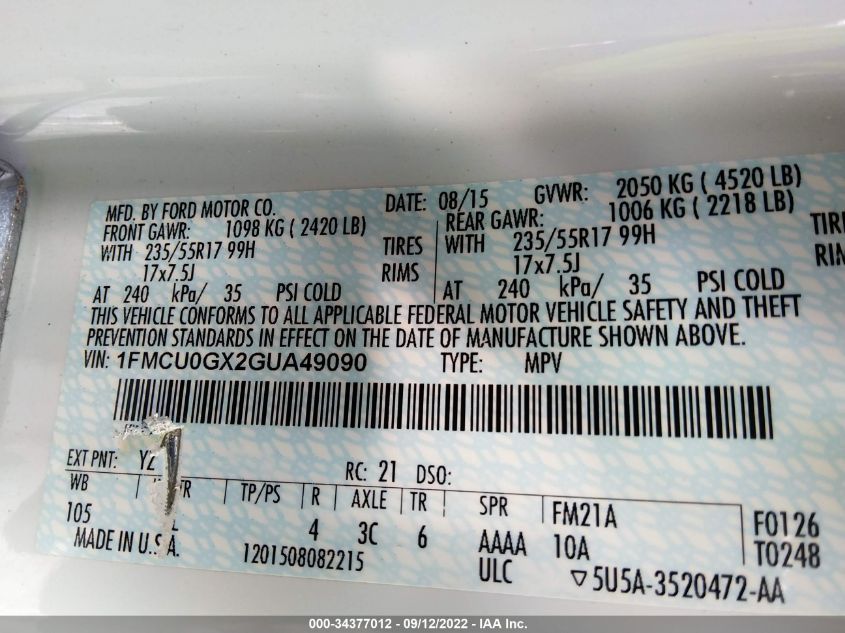 MFD. BY FORD MOTOR CO. DATE: 08/15 GVWR: 2050 KG ( 4520 LB)
FRONT GAWR: 1098 KG ( 2420 LB) REAR GAWR: 1006 KG ( 2218 LB)
WITH 235/55R17 99H TIRES WITH 235/55R17 99H TIRE
17x7.5J RIMS 17x7.5J RIM
AT 240 kPa/ 35 PSI COLD AT 240 kPa/ 35 PSI COLD
THIS VEHICLE CONFORMS TO ALL APPLICABLE FEDERAL MOTOR VEHICLE SAFETY AND THEFT
PREVENTION STANDARDS IN EFFECT ON THE DATE OF MANUFACTURE SHOWN ABOVE.
VIN: 1FMCU0GX2GUA49090 TYPE: MPV
EXT PNT: YZ RC: 21 DSO:
WB TR TP/PS R AXLE TR SPR FM21A F0126
105 L 4 3C 6 AAAA 10A T0248
MADE IN U.S.A. 1201508082215 ULC ▽5U5A-3520472-AA
000-34377012 - 09/12/2022 - IAA Inc.